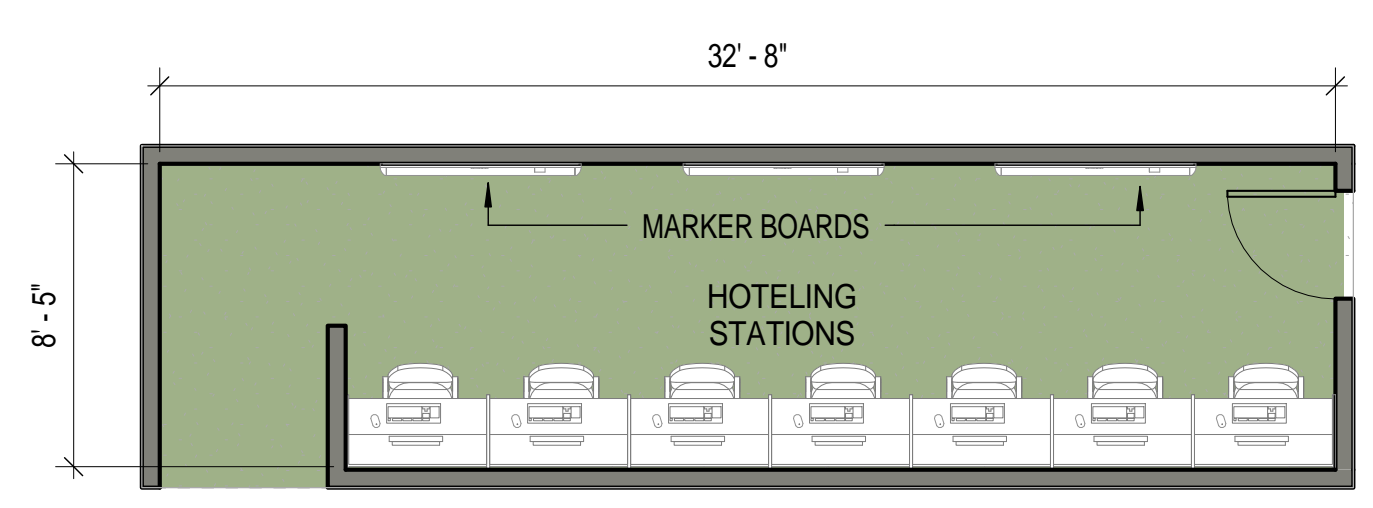 32' - 8"
8' - 5"
MARKER BOARDS
HOTELING
STATIONS